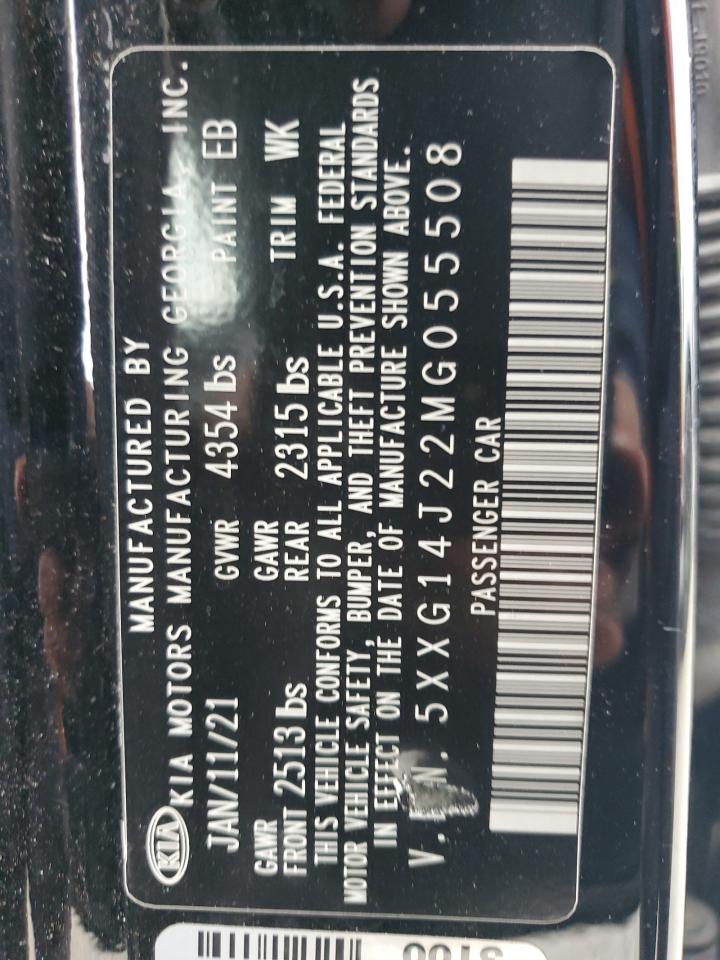 MANUFACTURED BY
KIA KIA MOTORS MANUFACTURING GEORGIA, INC.
JAN/11/21 GVWR 4354 lbs PAINT EB
GAWR FRONT 2513 lbs GAWR REAR 2315 lbs TRIM WK
THIS VEHICLE CONFORMS TO ALL APPLICABLE U.S.A. FEDERAL
MOTOR VEHICLE SAFETY, BUMPER, AND THEFT PREVENTION STANDARDS
IN EFFECT ON THE DATE OF MANUFACTURE SHOWN ABOVE.
V.I.N. 5XXG14J22MG055508
PASSENGER CAR